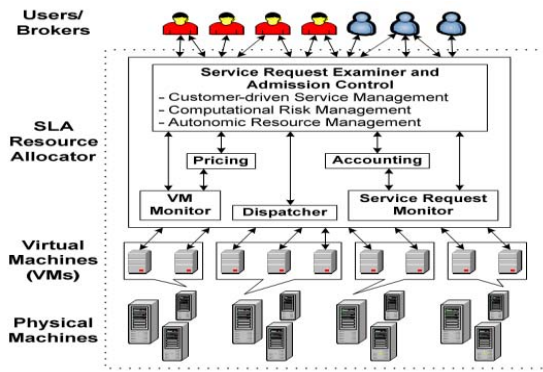 Users/
Brokers
Service Request Examiner and
Admission Control
- Customer-driven Service Management
- Computational Risk Management
- Autonomic Resource Management
SLA
Resource
Allocator
Pricing
Accounting
VM
Monitor
Dispatcher
Service Request
Monitor
Virtual
Machines
(VMs)
Physical
Machines